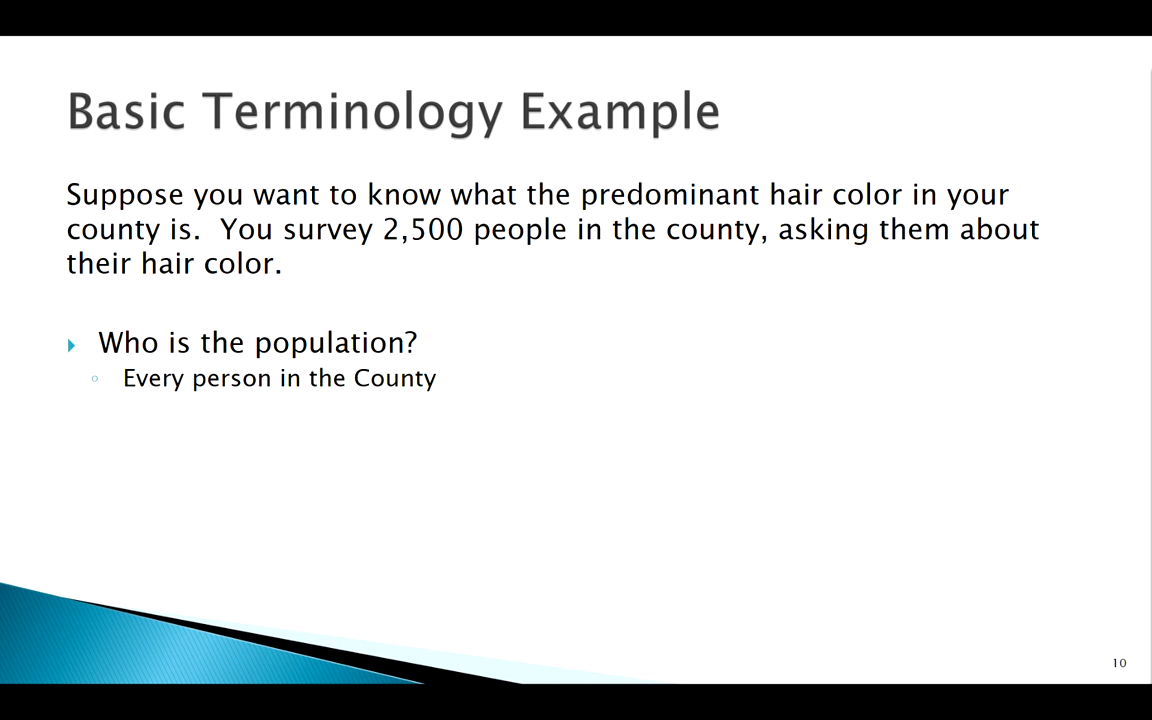 Basic Terminology Example
Suppose you want to know what the predominant hair color in your
county is.  You survey 2,500 people in the county, asking them about
their hair color.
Who is the population?
Every person in the County
10